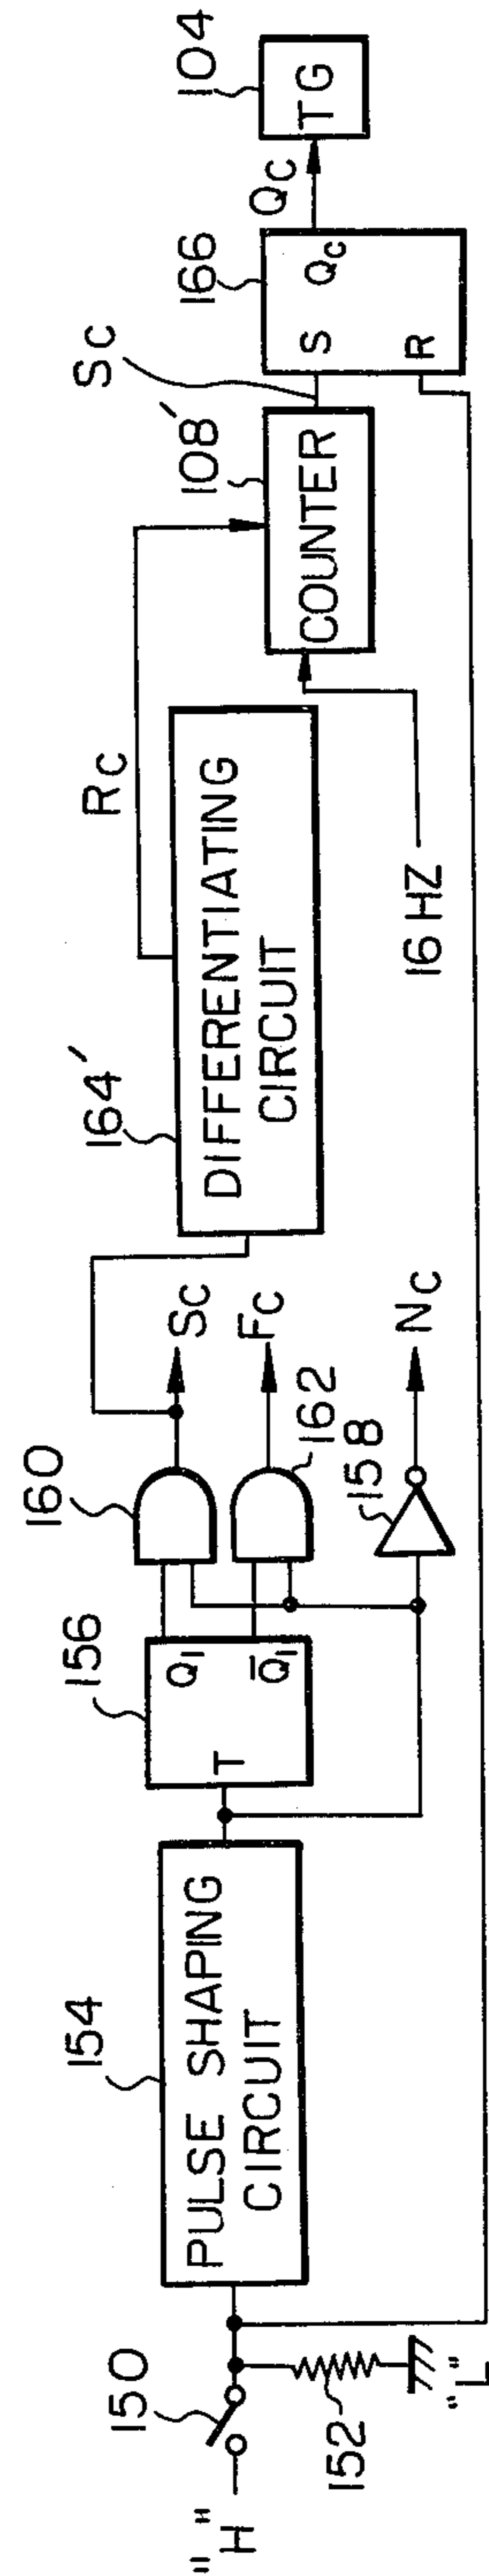 "H"
150
152
"L"
154
PULSE SHAPING
CIRCUIT
156
T
Q1
Q̅1
160
162
158
Sc
Fc
Nc
164'
DIFFERENTIATING
CIRCUIT
Rc
16 HZ
108'
COUNTER
Sc
166
S
R
Qc
Qc
104
TG